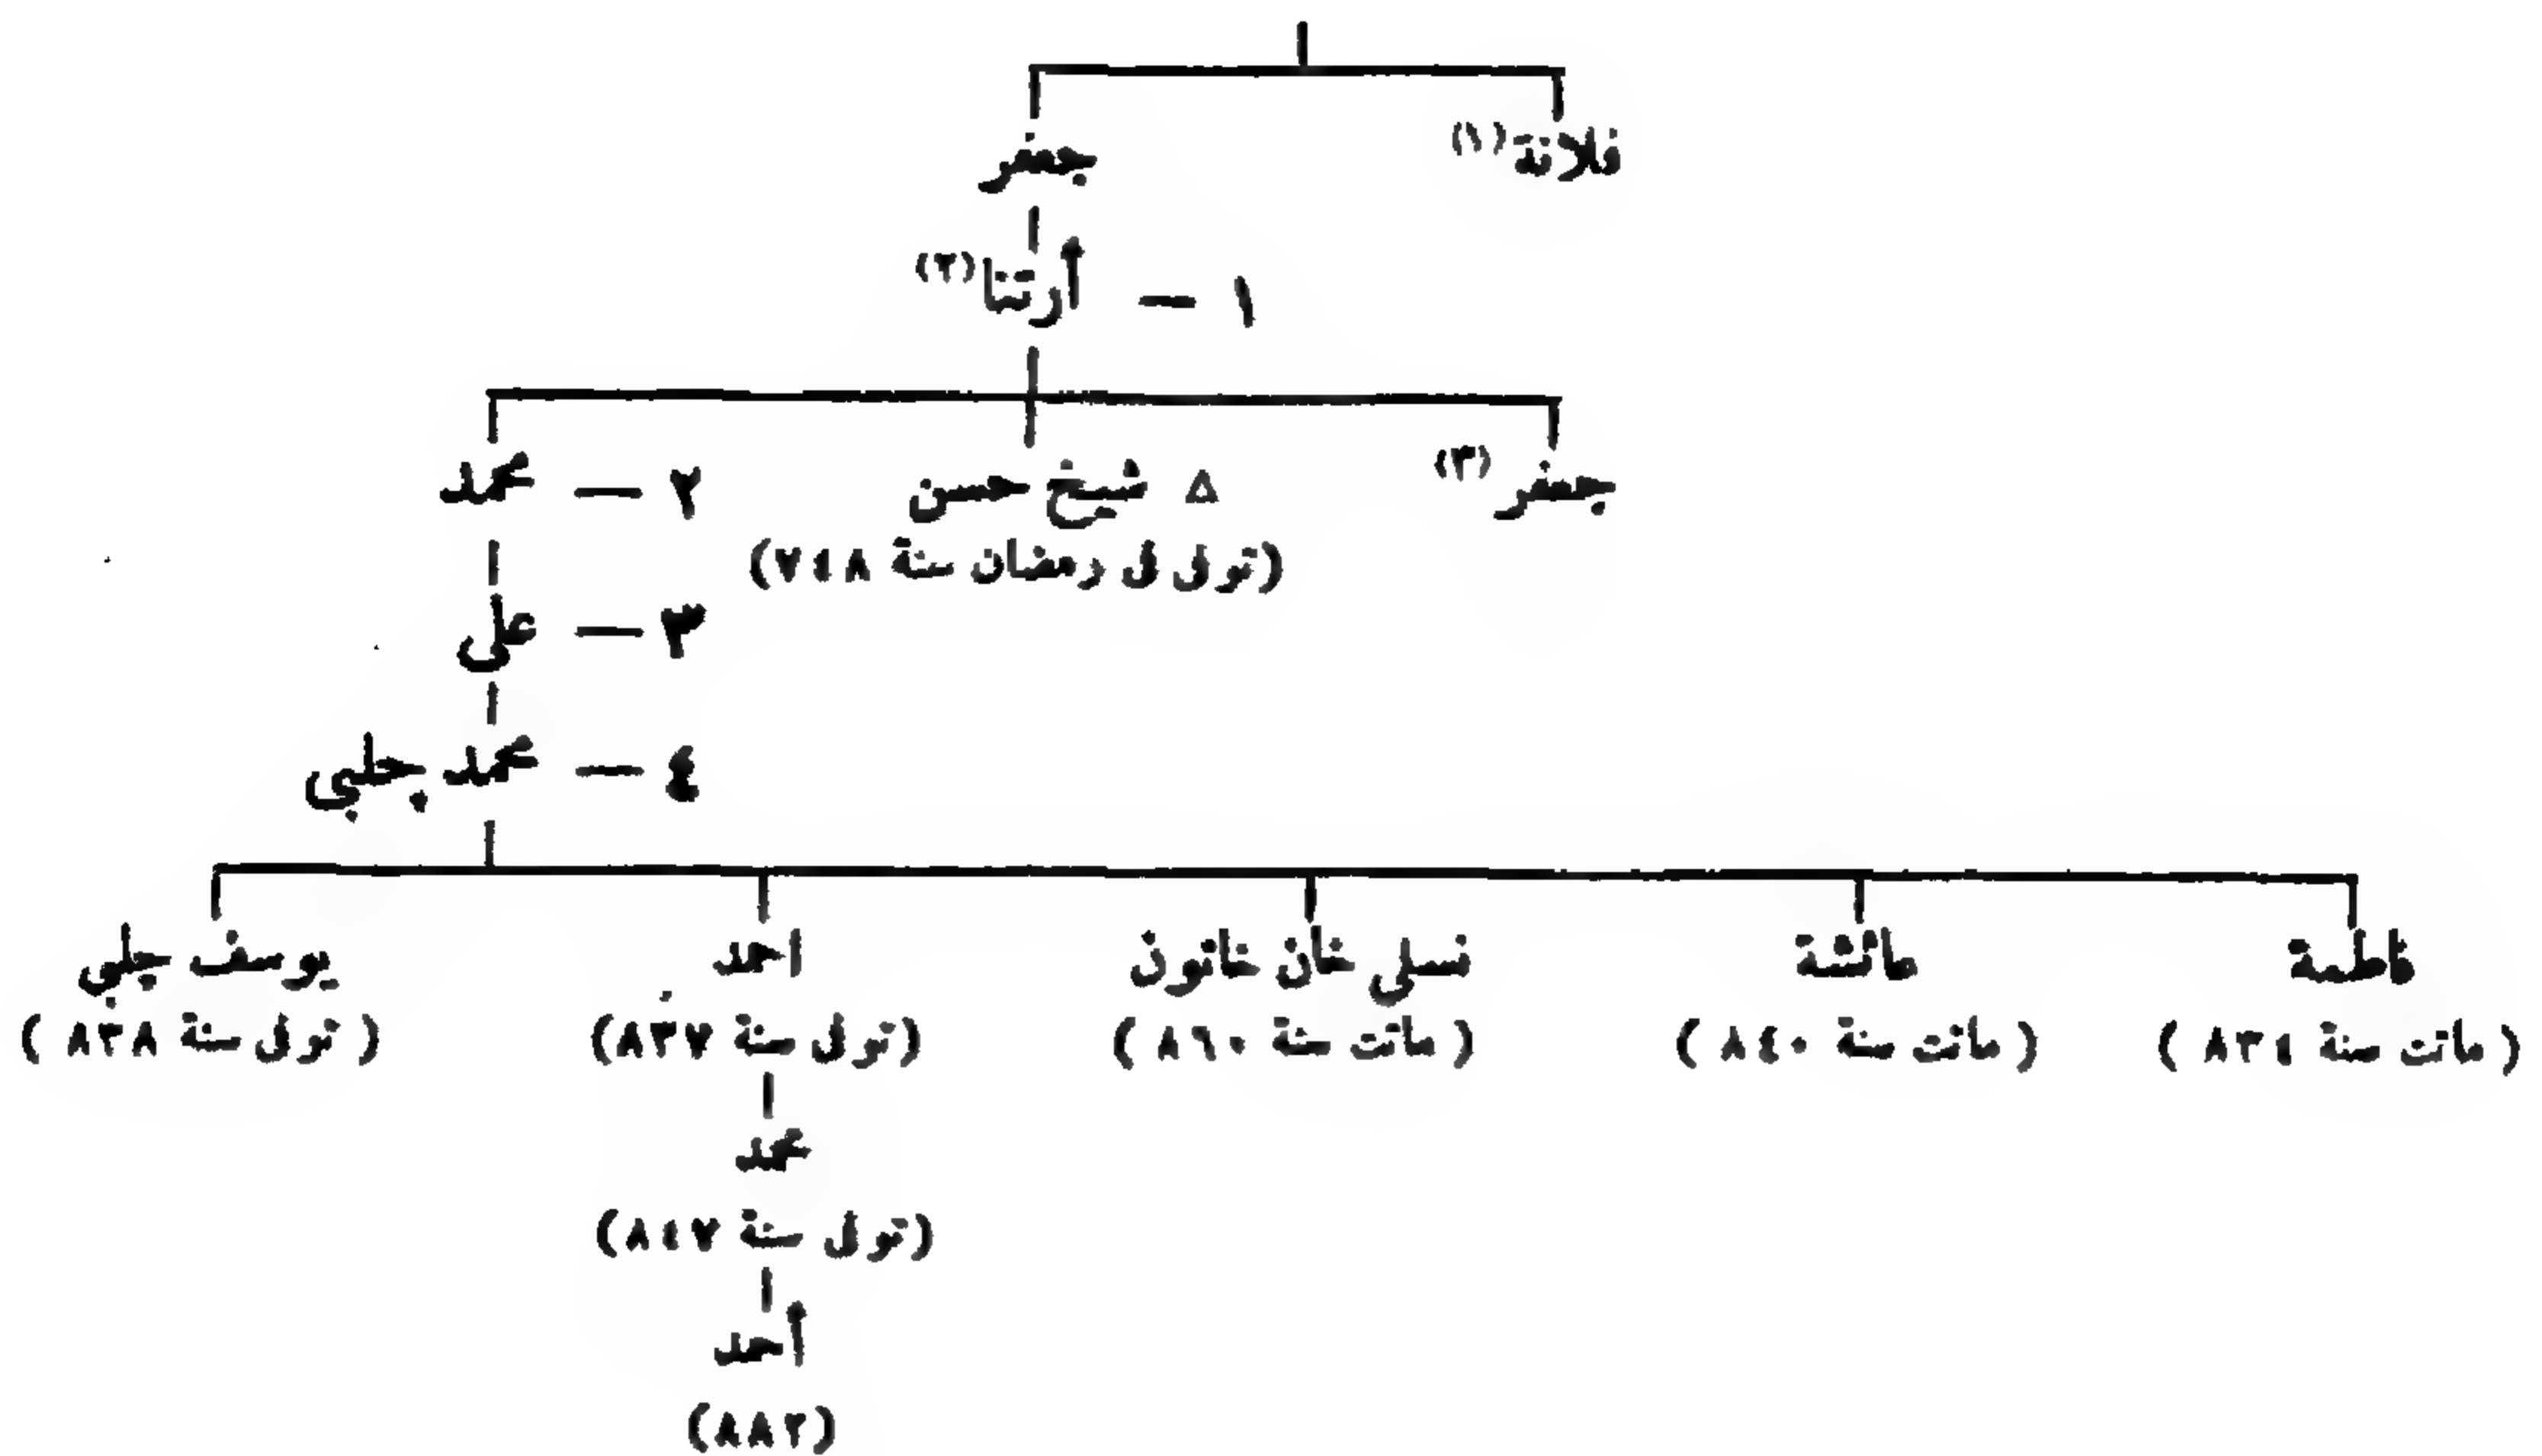 فلانة (١) جعفر
١ — أرتنا (٢)
جعفر (٣) △ شيخ حسن ٢ — محمد
(توفى فى رمضان سنة ٧٤٨)
٣ — على
٤ — محمد چلبي
فاطمة عائشة نسلى خان خاتون احمد يوسف چلبي
(ماتت سنة ٨٣٤) (ماتت سنة ٨٤٠) (ماتت سنة ٨٦٠) (توفى سنة ٨٣٧) (توفى سنة ٨٣٨)
محمد
(توفى سنة ٨٤٧)
أحمد
(٨٨٢)